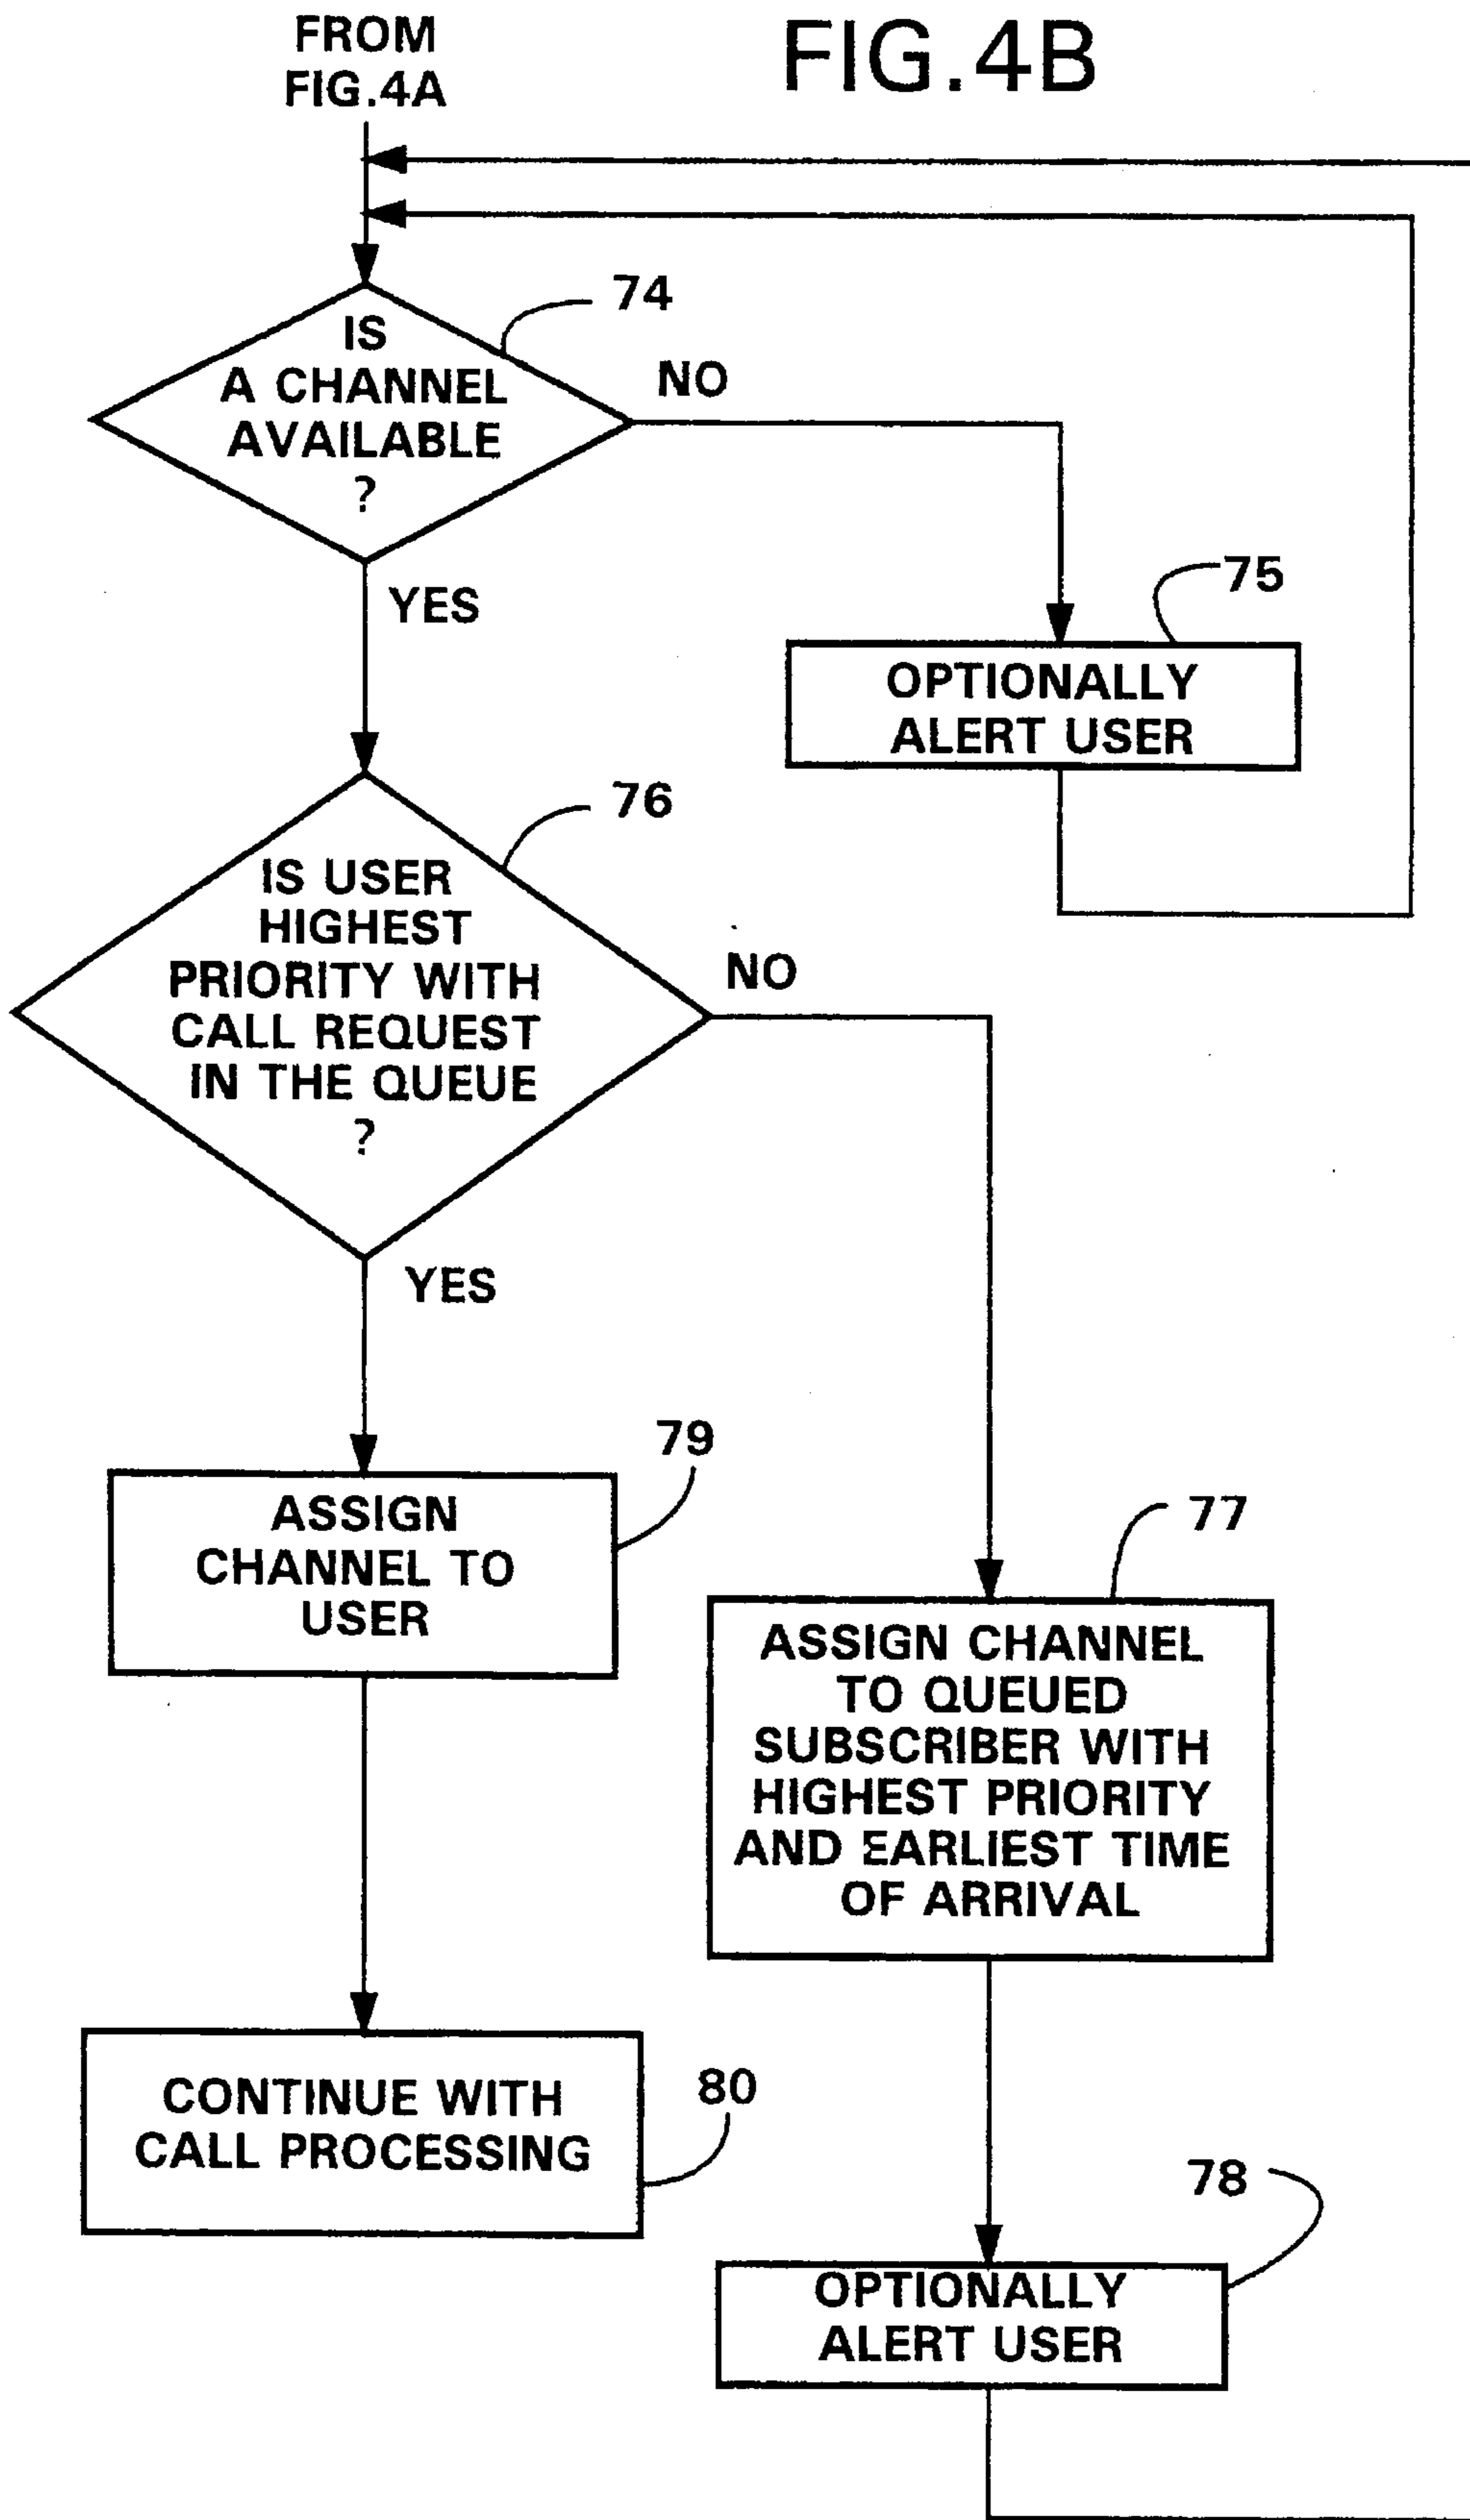 FROM
FIG.4A
FIG.4B
74
IS
A CHANNEL
AVAILABLE
?
NO
YES
75
OPTIONALLY
ALERT USER
76
IS USER
HIGHEST
PRIORITY WITH
CALL REQUEST
IN THE QUEUE
?
NO
YES
79
ASSIGN
CHANNEL TO
USER
77
ASSIGN CHANNEL
TO QUEUED
SUBSCRIBER WITH
HIGHEST PRIORITY
AND EARLIEST TIME
OF ARRIVAL
80
CONTINUE WITH
CALL PROCESSING
78
OPTIONALLY
ALERT USER